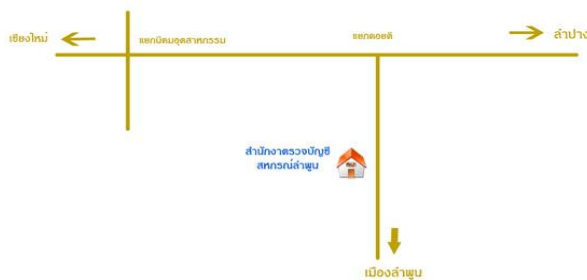 เชียงใหม่
แยกนิคมอุตสาหกรรม
แยกดอยติ
ลำปาง
สำนักงาตรวจบัญชี
สหกรณ์ลำพูน
เมืองลำพูน